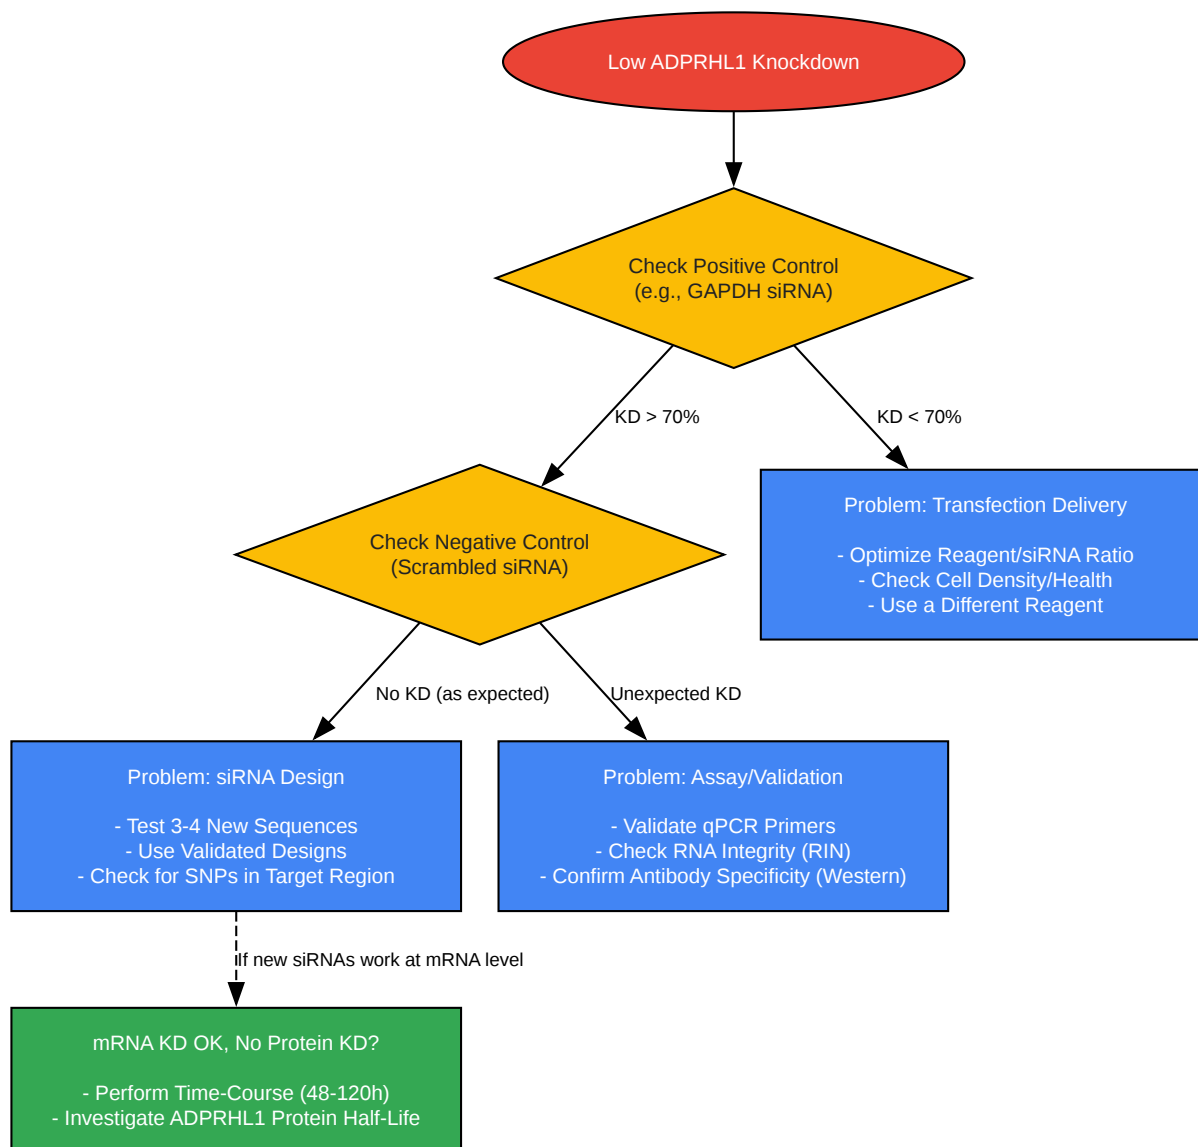 Low ADPRHL1 Knockdown
Check Positive Control
(e.g., GAPDH siRNA)
KD > 70%
KD < 70%
Check Negative Control
(Scrambled siRNA)
Problem: Transfection Delivery
- Optimize Reagent/siRNA Ratio
- Check Cell Density/Health
- Use a Different Reagent
No KD (as expected)
Unexpected KD
Problem: siRNA Design
- Test 3-4 New Sequences
- Use Validated Designs
- Check for SNPs in Target Region
Problem: Assay/Validation
- Validate qPCR Primers
- Check RNA Integrity (RIN)
- Confirm Antibody Specificity (Western)
If new siRNAs work at mRNA level
mRNA KD OK, No Protein KD?
- Perform Time-Course (48-120h)
- Investigate ADPRHL1 Protein Half-Life